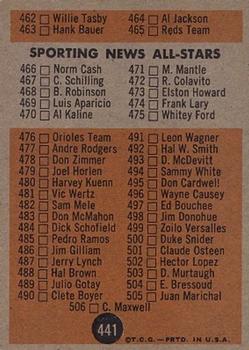 462 Willie Tasby
463 Hank Bauer
464 Al Jackson
465 Reds Team
SPORTING NEWS ALL-STARS
466 Norm Cash
467 C. Schilling
468 B. Robinson
469 Luis Aparicio
470 Al Kaline
471 M. Mantle
472 R. Colavito
473 Elston Howard
474 Frank Lary
475 Whitey Ford
476 Orioles Team
477 Andre Rodgers
478 Don Zimmer
479 Joel Horlen
480 Harvey Kuenn
481 Vic Wertz
482 Sam Mele
483 Don McMahon
484 Dick Schofield
485 Pedro Ramos
486 Jim Gilliam
487 Jerry Lynch
488 Hal Brown
489 Julio Gotay
490 Clete Boyer
491 Leon Wagner
492 Hal W. Smith
493 D. McDevitt
494 Sammy White
495 Don Cardwell
496 Wayne Causey
497 Ed Bouchee
498 Jim Donohue
499 Zoilo Versalles
500 Duke Snider
501 Claude Osteen
502 Hector Lopez
503 D. Murtaugh
504 E. Bressoud
505 Juan Marichal
506 C. Maxwell
441
©T.C.G.—PRTD. IN U.S.A.